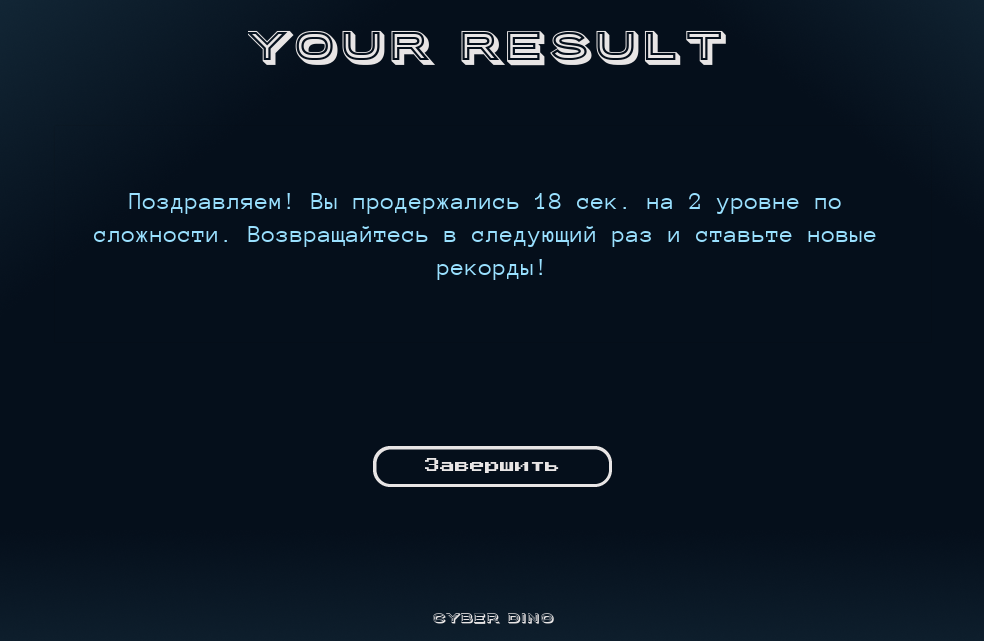 YOUR RESULT
Поздравляем! Вы продержались 18 сек. на 2 уровне по
сложности. Возвращайтесь в следующий раз и ставьте новые
рекорды!
Завершить
CYBER DINO